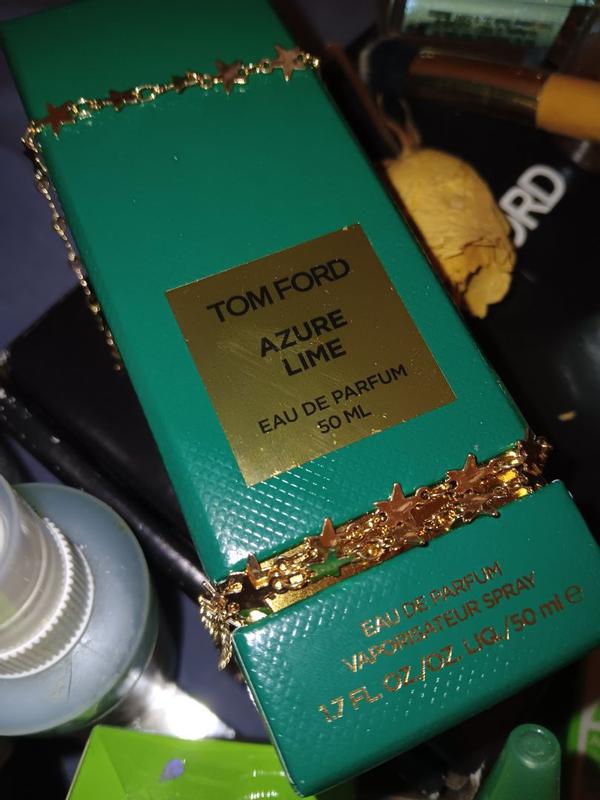 TOM FORD
AZURE
LIME
EAU DE PARFUM
50 ML
EAU DE PARFUM
VAPORISATEUR SPRAY
1.7 FL. OZ./OZ. LIQ./50 ml e
ORD